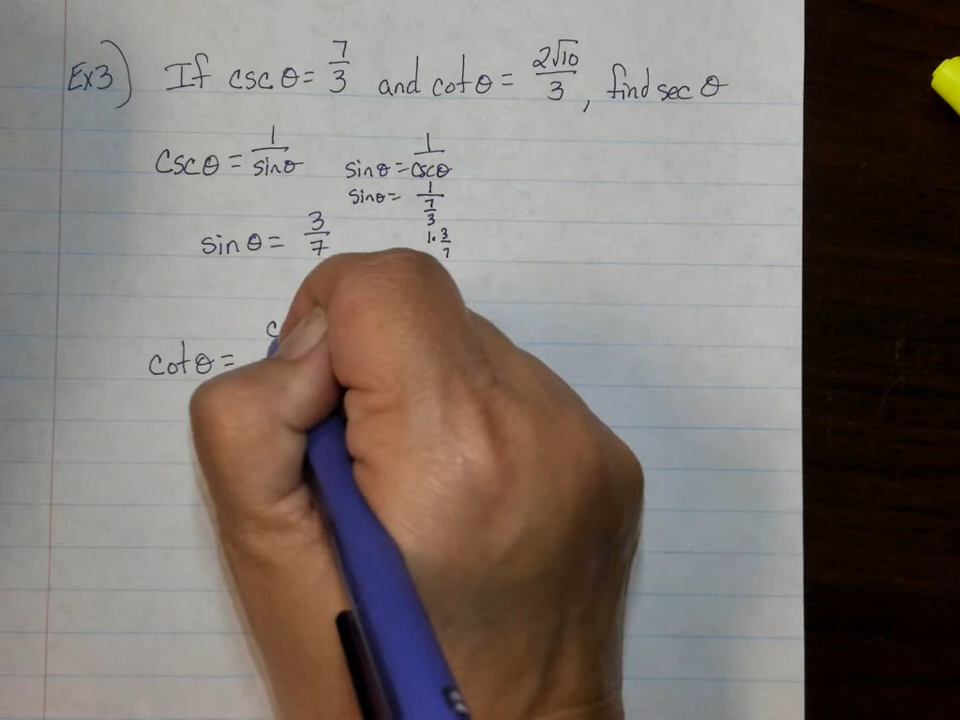 Ex3) If csc θ = 7/3 and cot θ = 2√10/3, find sec θ
csc θ = 1/sin θ sin θ = 1/csc θ
sin θ = 1/(7/3)
sin θ = 3/7 1·3/7
cot θ = c